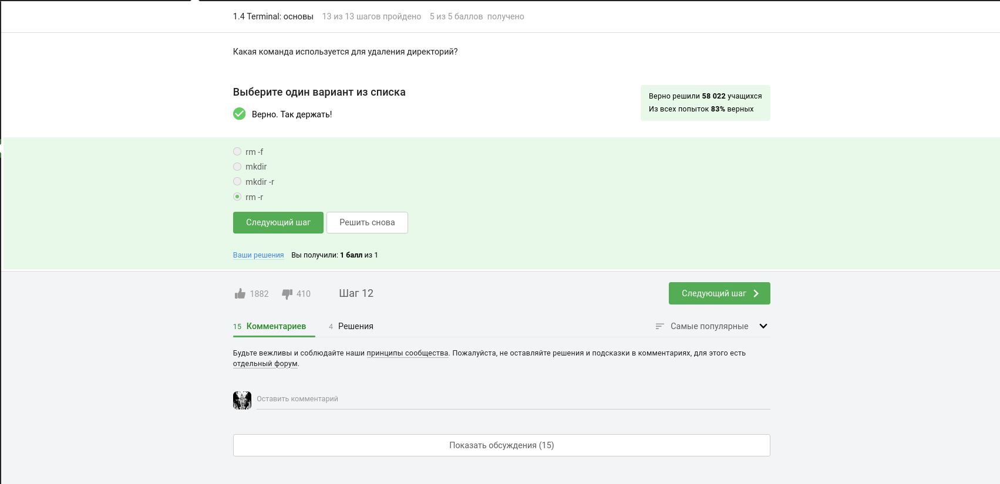 1.4 Terminal: основы 13 из 13 шагов пройдено 5 из 5 баллов получено
Какая команда используется для удаления директорий?
Выберите один вариант из списка
Верно. Так держать!
Верно решили 58 022 учащихся
Из всех попыток 83% верных
rm -f
mkdir
mkdir -r
rm -r
Следующий шаг Решить снова
Ваши решения Вы получили: 1 балл из 1
1882 410 Шаг 12 Следующий шаг
15 Комментариев 4 Решения Самые популярные
Будьте вежливы и соблюдайте наши принципы сообщества. Пожалуйста, не оставляйте решения и подсказки в комментариях, для этого есть
отдельный форум.
Оставить комментарий
Показать обсуждения (15)